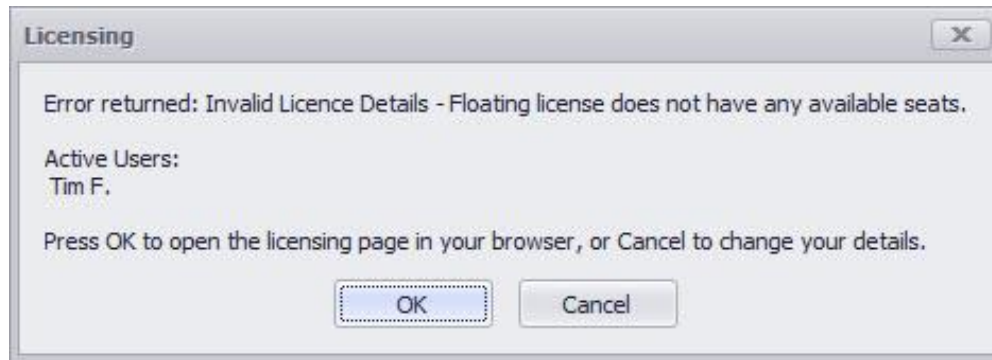 Licensing
Error returned: Invalid Licence Details - Floating license does not have any available seats.
Active Users:
Tim F.
Press OK to open the licensing page in your browser, or Cancel to change your details.
OK
Cancel